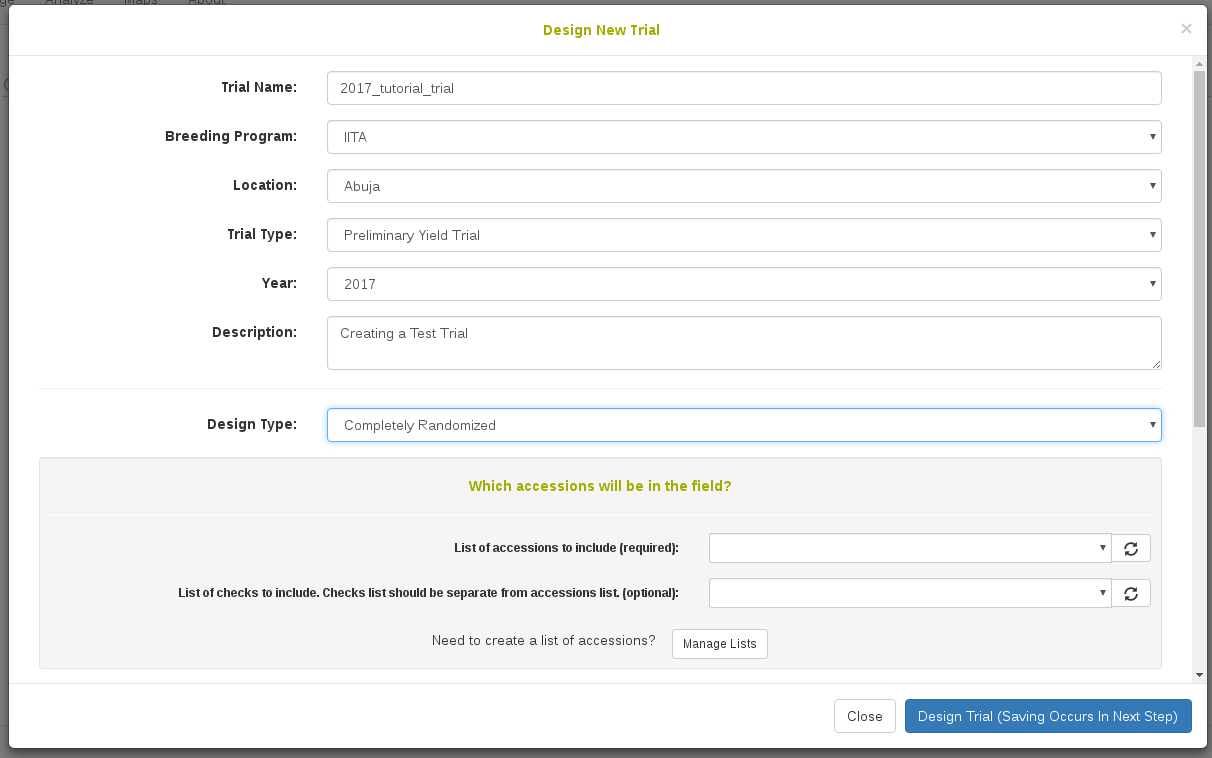 Analyze Maps About
Design New Trial ×
Trial Name: 2017_tutorial_trial
Breeding Program: IITA
Location: Abuja
Trial Type: Preliminary Yield Trial
Year: 2017
Description: Creating a Test Trial
Design Type: Completely Randomized
Which accessions will be in the field?
List of accessions to include (required):
List of checks to include. Checks list should be separate from accessions list. (optional):
Need to create a list of accessions? Manage Lists
Close Design Trial (Saving Occurs In Next Step)